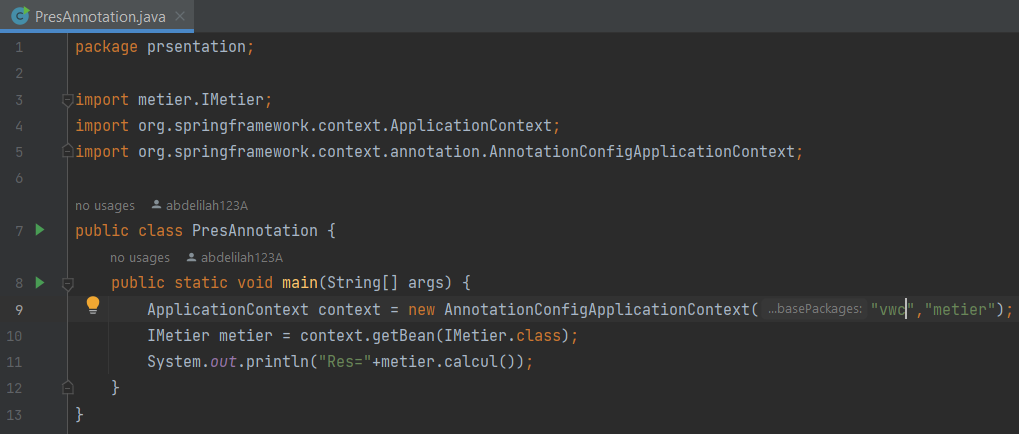 PresAnnotation.java
1 package prsentation;
2
3 import metier.IMetier;
4 import org.springframework.context.ApplicationContext;
5 import org.springframework.context.annotation.AnnotationConfigApplicationContext;
6
no usages abdelilah123A
7 public class PresAnnotation {
no usages abdelilah123A
8 public static void main(String[] args) {
9 ApplicationContext context = new AnnotationConfigApplicationContext( ...basePackages: "vwc","metier");
10 IMetier metier = context.getBean(IMetier.class);
11 System.out.println("Res="+metier.calcul());
12 }
13 }